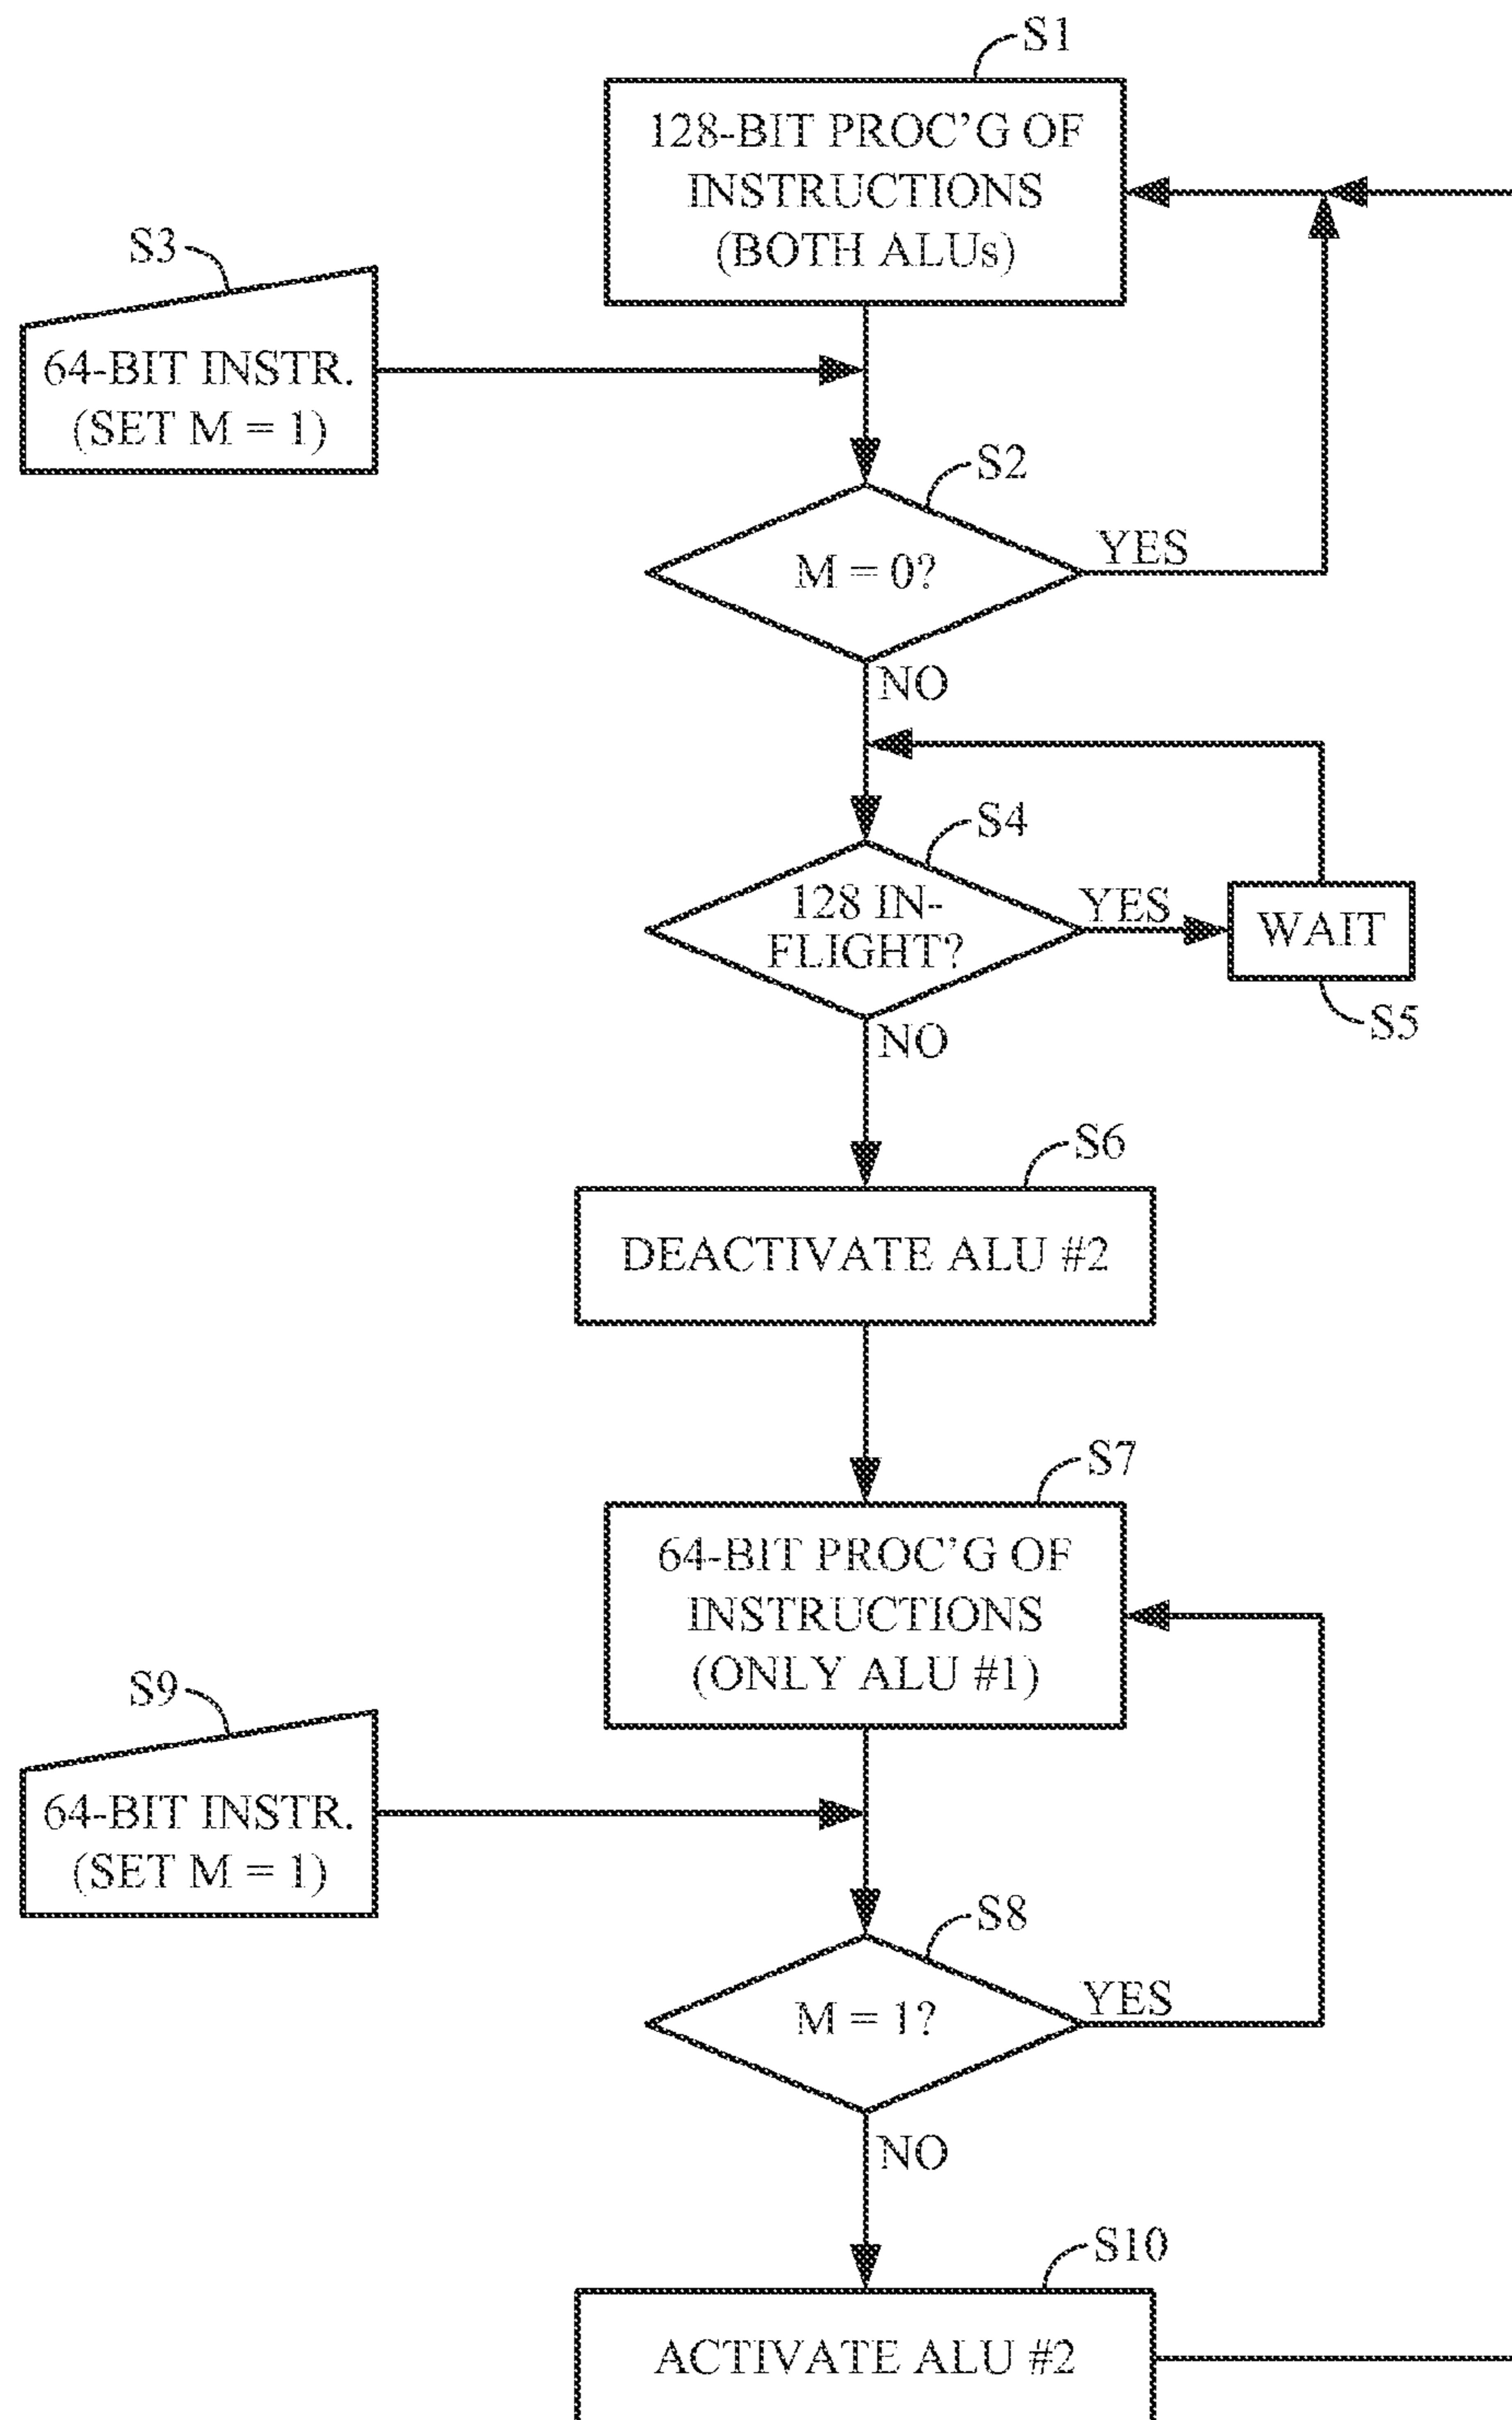 S1
128-BIT PROC'G OF
INSTRUCTIONS
(BOTH ALUs)
S3
64-BIT INSTR.
(SET M = 1)
S2
M = 0?
YES
NO
S4
128 IN-
FLIGHT?
YES
WAIT
S5
NO
S6
DEACTIVATE ALU #2
S7
64-BIT PROC'G OF
INSTRUCTIONS
(ONLY ALU #1)
S9
64-BIT INSTR.
(SET M = 1)
S8
M = 1?
YES
NO
S10
ACTIVATE ALU #2